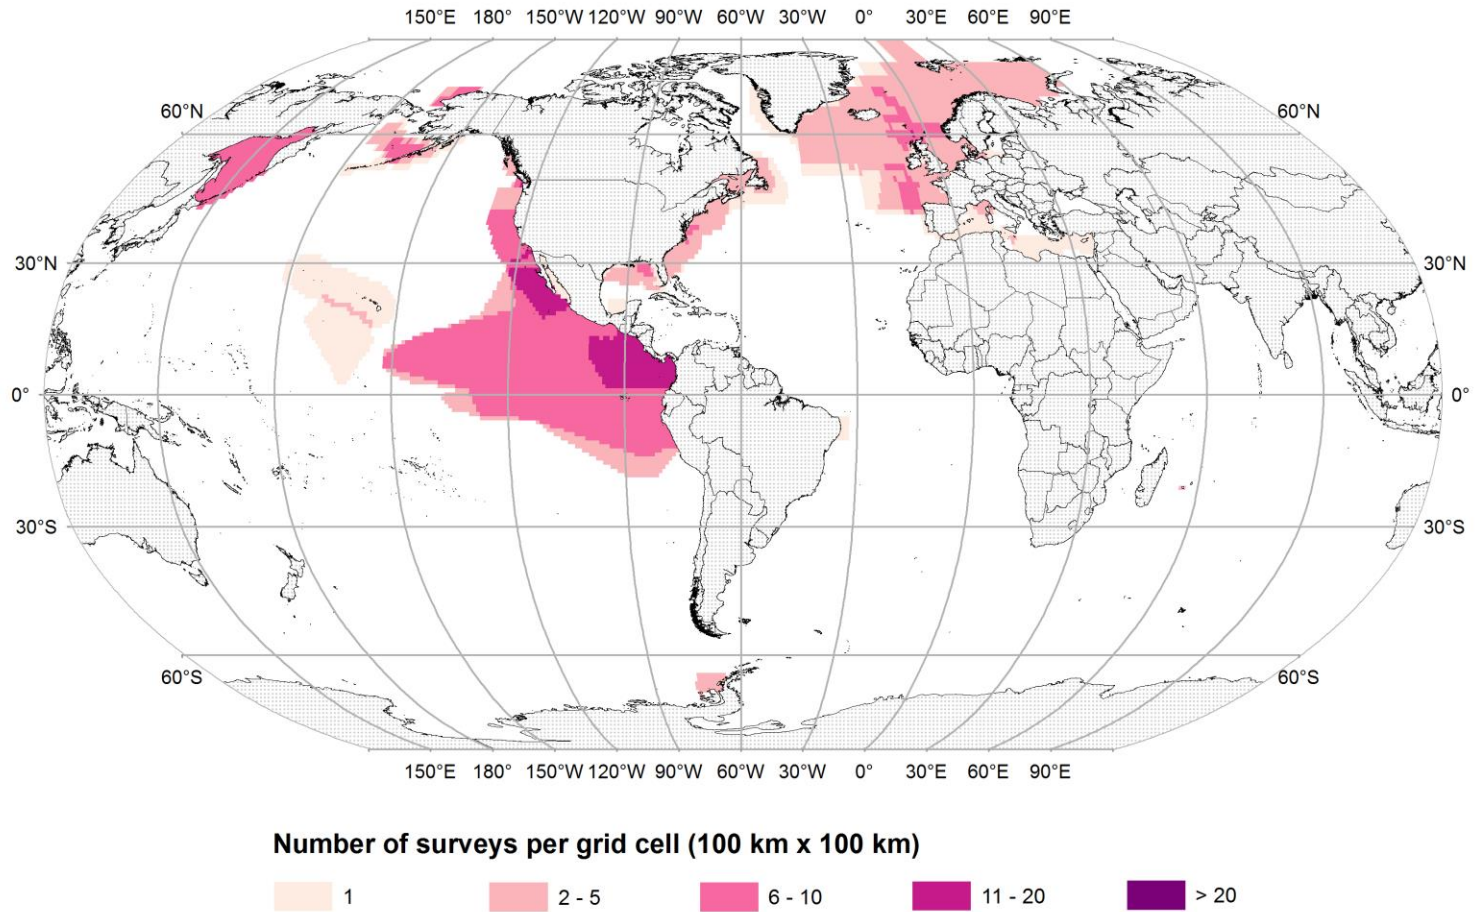 150°E 180° 150°W 120°W 90°W 60°W 30°W 0° 30°E 60°E 90°E
60°N 60°N
30°N 30°N
0° 0°
30°S 30°S
60°S 60°S
150°E 180° 150°W 120°W 90°W 60°W 30°W 0° 30°E 60°E 90°E
Number of surveys per grid cell (100 km x 100 km)
1 2 - 5 6 - 10 11 - 20 > 20